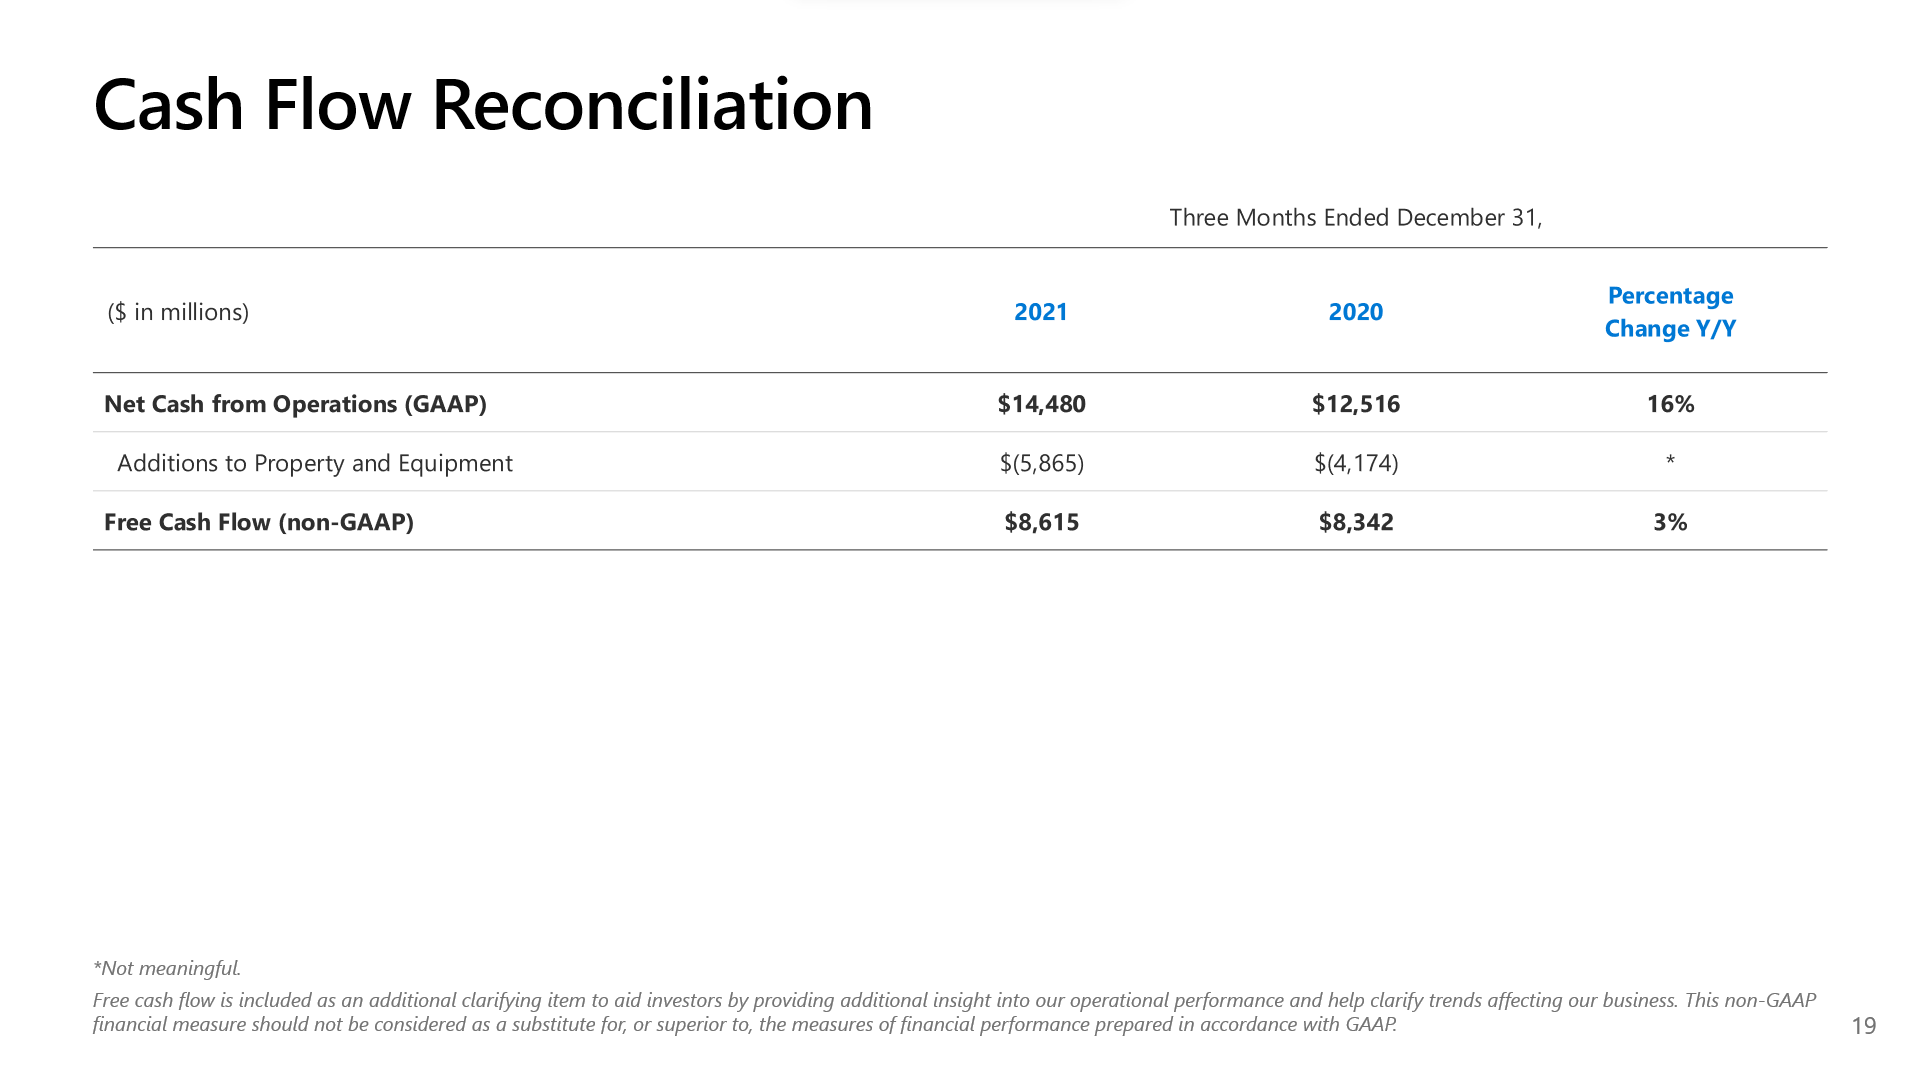 Cash Flow Reconciliation
Three Months Ended December 31,
($ in millions) 2021 2020 Percentage
Change Y/Y
Net Cash from Operations (GAAP) $14,480 $12,516 16%
Additions to Property and Equipment $(5,865) $(4,174) *
Free Cash Flow (non-GAAP) $8,615 $8,342 3%
*Not meaningful.
Free cash flow is included as an additional clarifying item to aid investors by providing additional insight into our operational performance and help clarify trends affecting our business. This non-GAAP
financial measure should not be considered as a substitute for, or superior to, the measures of financial performance prepared in accordance with GAAP.
19